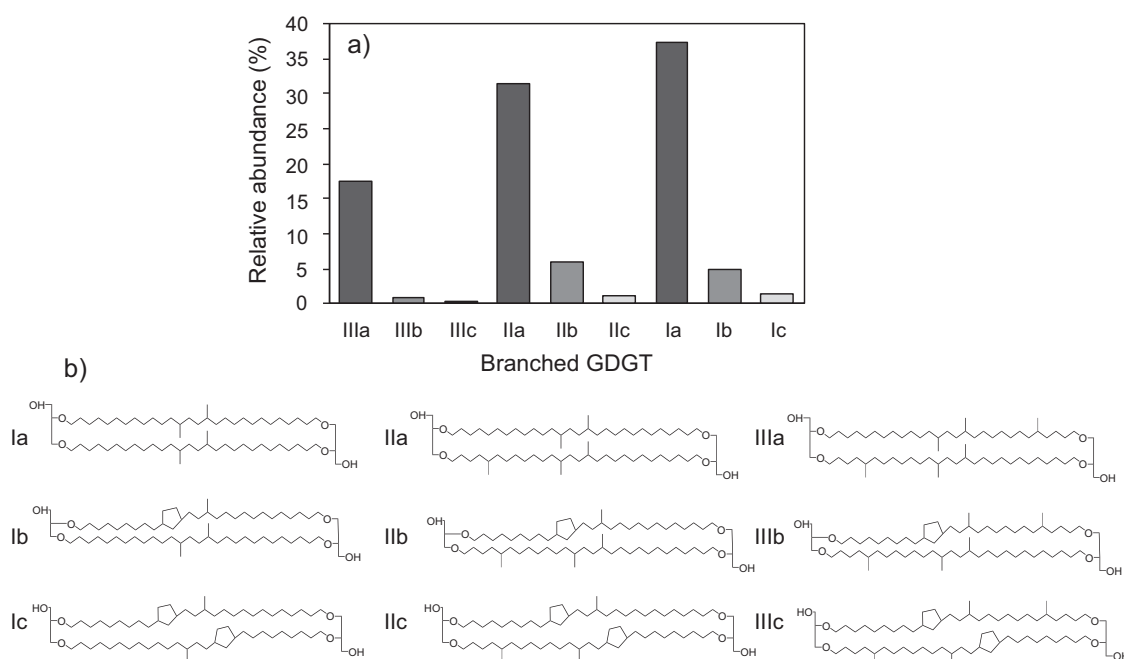 a)
Relative abundance (%)
40
35
30
25
20
15
10
5
0
IIIa IIIb IIIc IIa IIb IIc Ia Ib Ic
Branched GDGT
b)
Ia
OH
O
O
O
O
OH
IIa
OH
O
O
O
O
OH
IIIa
OH
O
O
O
O
OH
Ib
OH
O
O
O
O
OH
IIb
OH
O
O
O
O
OH
IIIb
OH
O
O
O
O
OH
Ic
HO
O
O
O
O
OH
IIc
HO
O
O
O
O
OH
IIIc
HO
O
O
O
O
OH